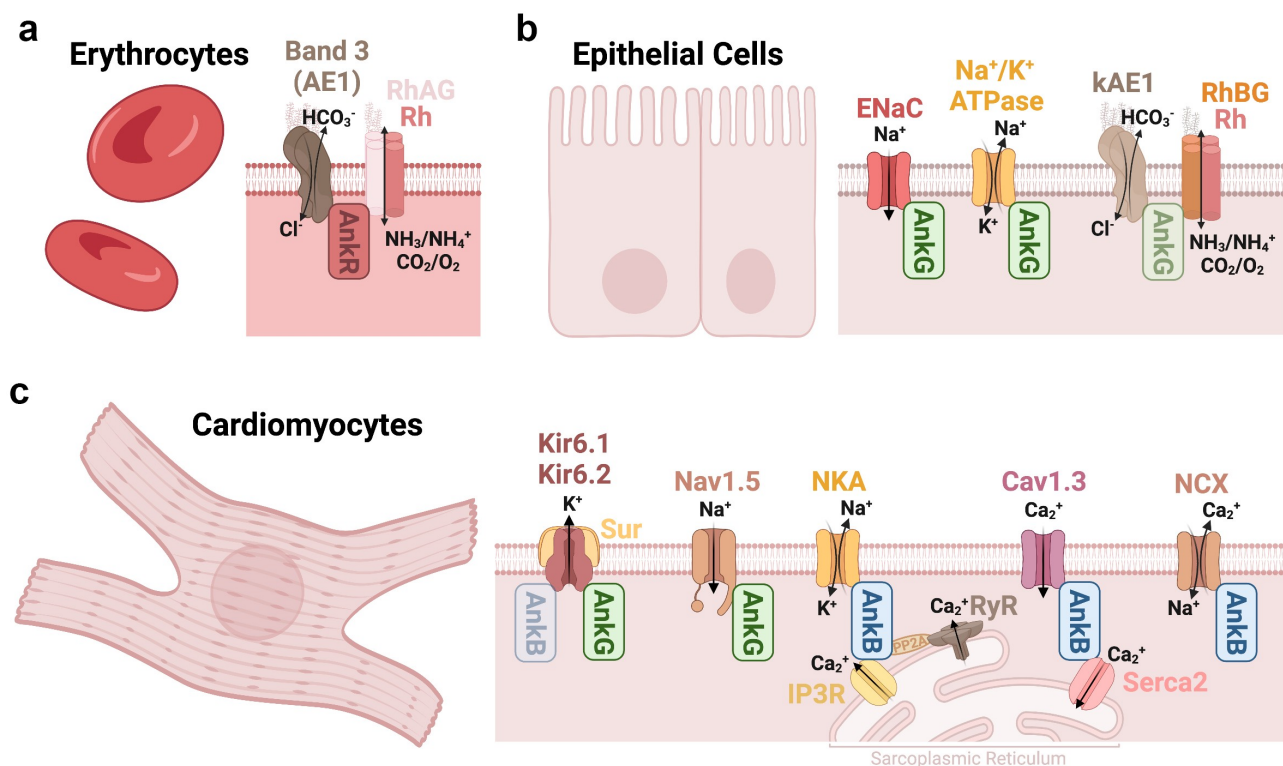 a
Erythrocytes
Band 3
(AE1)
RhAG
Rh
HCO₃⁻
Cl⁻
AnkR
NH₃/NH₄⁺
CO₂/O₂
b
Epithelial Cells
ENaC
Na⁺
AnkG
Na⁺/K⁺
ATPase
Na⁺
K⁺
AnkG
kAE1
HCO₃⁻
Cl⁻
AnkG
RhBG
Rh
NH₃/NH₄⁺
CO₂/O₂
c
Cardiomyocytes
Kir6.1
Kir6.2
K⁺
Sur
AnkB
AnkG
Nav1.5
Na⁺
AnkG
NKA
Na⁺
K⁺
AnkB
PP2A
Ca₂⁺
RyR
Ca₂⁺
IP3R
Cav1.3
Ca₂⁺
AnkB
Ca₂⁺
Serca2
NCX
Ca₂⁺
Na⁺
AnkB
Sarcoplasmic Reticulum